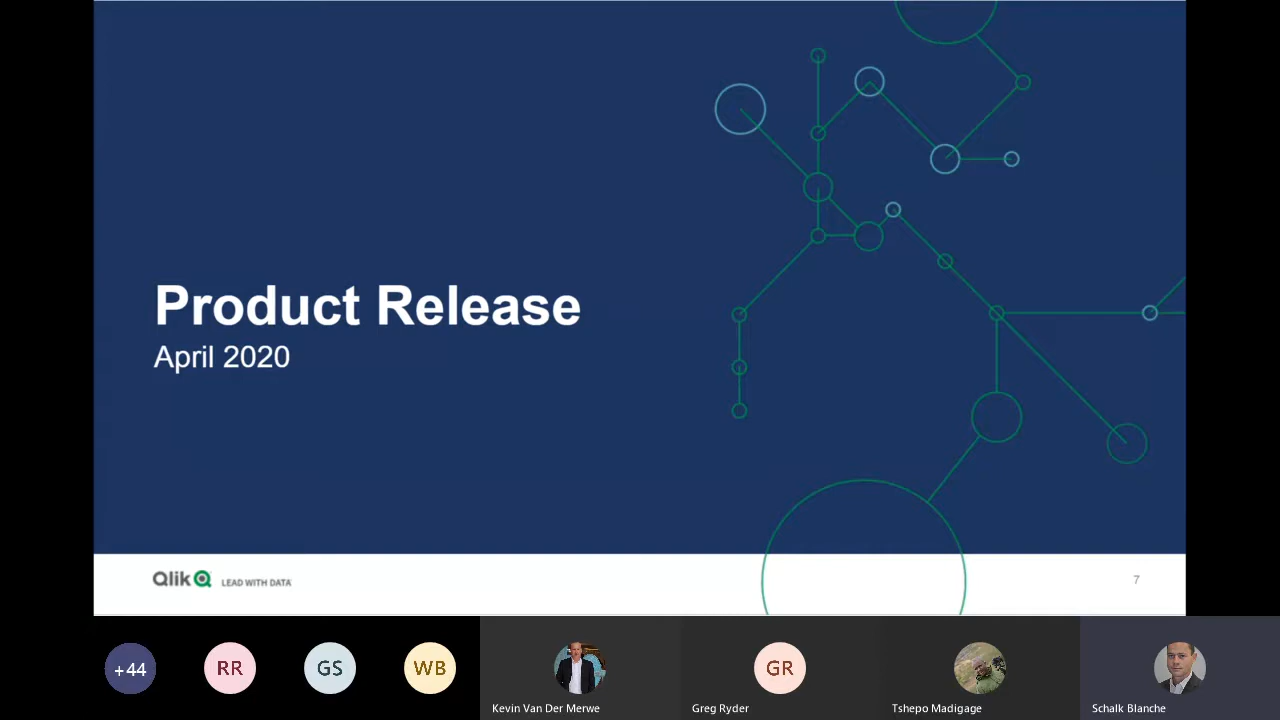 Product Release
April 2020
Qlik LEAD WITH DATA
7
+44
RR
GS
WB
GR
Kevin Van Der Merwe
Greg Ryder
Tshepo Madigage
Schalk Blanche